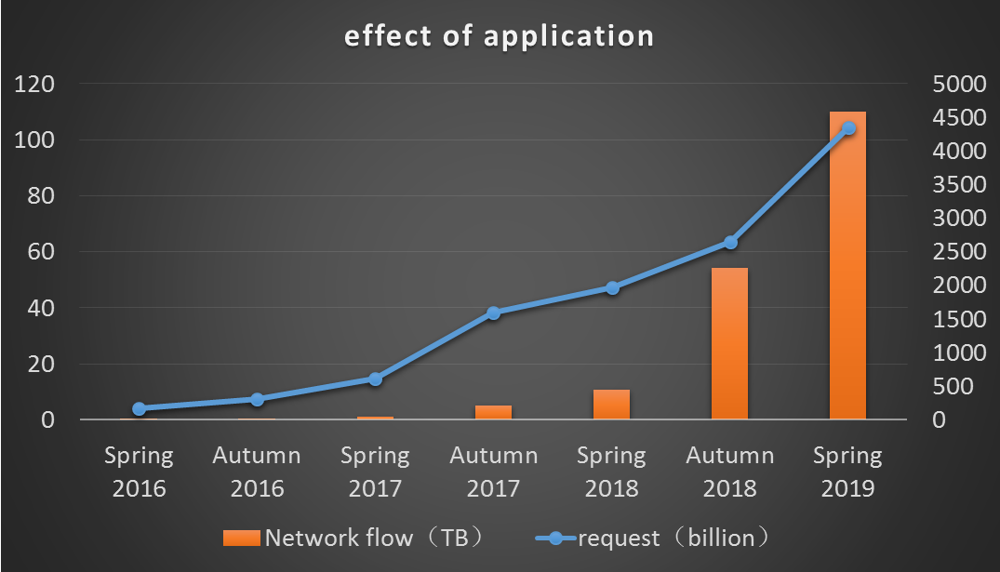 effect of application
120
100
80
60
40
20
0
5000
4500
4000
3500
3000
2500
2000
1500
1000
500
0
Spring 2016
Autumn 2016
Spring 2017
Autumn 2017
Spring 2018
Autumn 2018
Spring 2019
Network flow（TB）
request（billion）